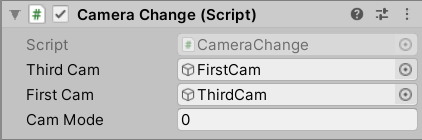 Camera Change (Script)
Script CameraChange
Third Cam FirstCam
First Cam ThirdCam
Cam Mode 0